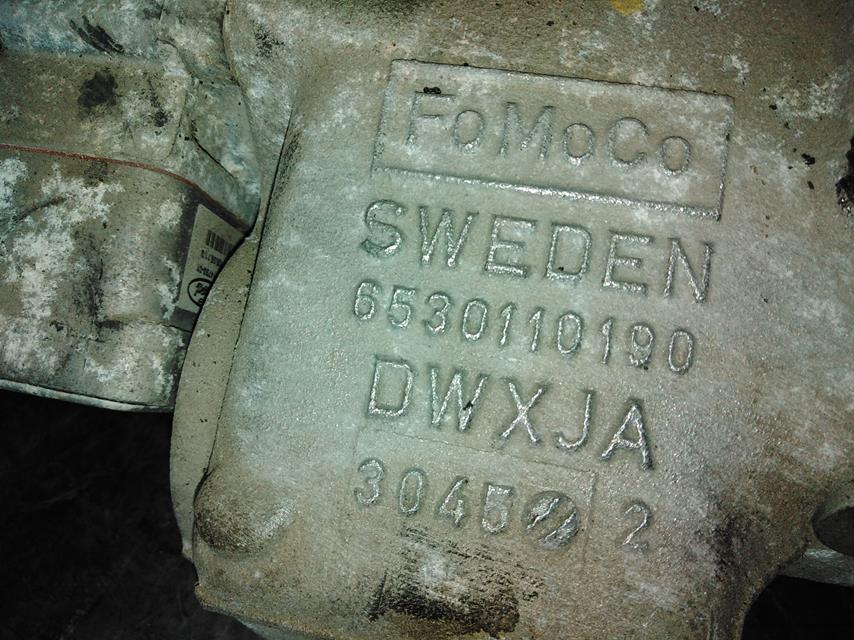 FoMoCo
SWEDEN
6530110190
DWXJA
3045 2